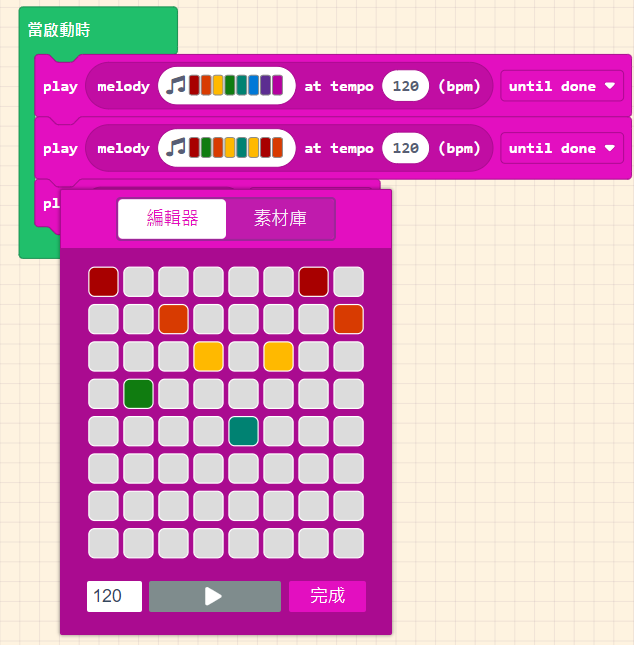 當啟動時
play melody at tempo 120 (bpm) until done
play melody at tempo 120 (bpm) until done
pl
編輯器 素材庫
120 完成